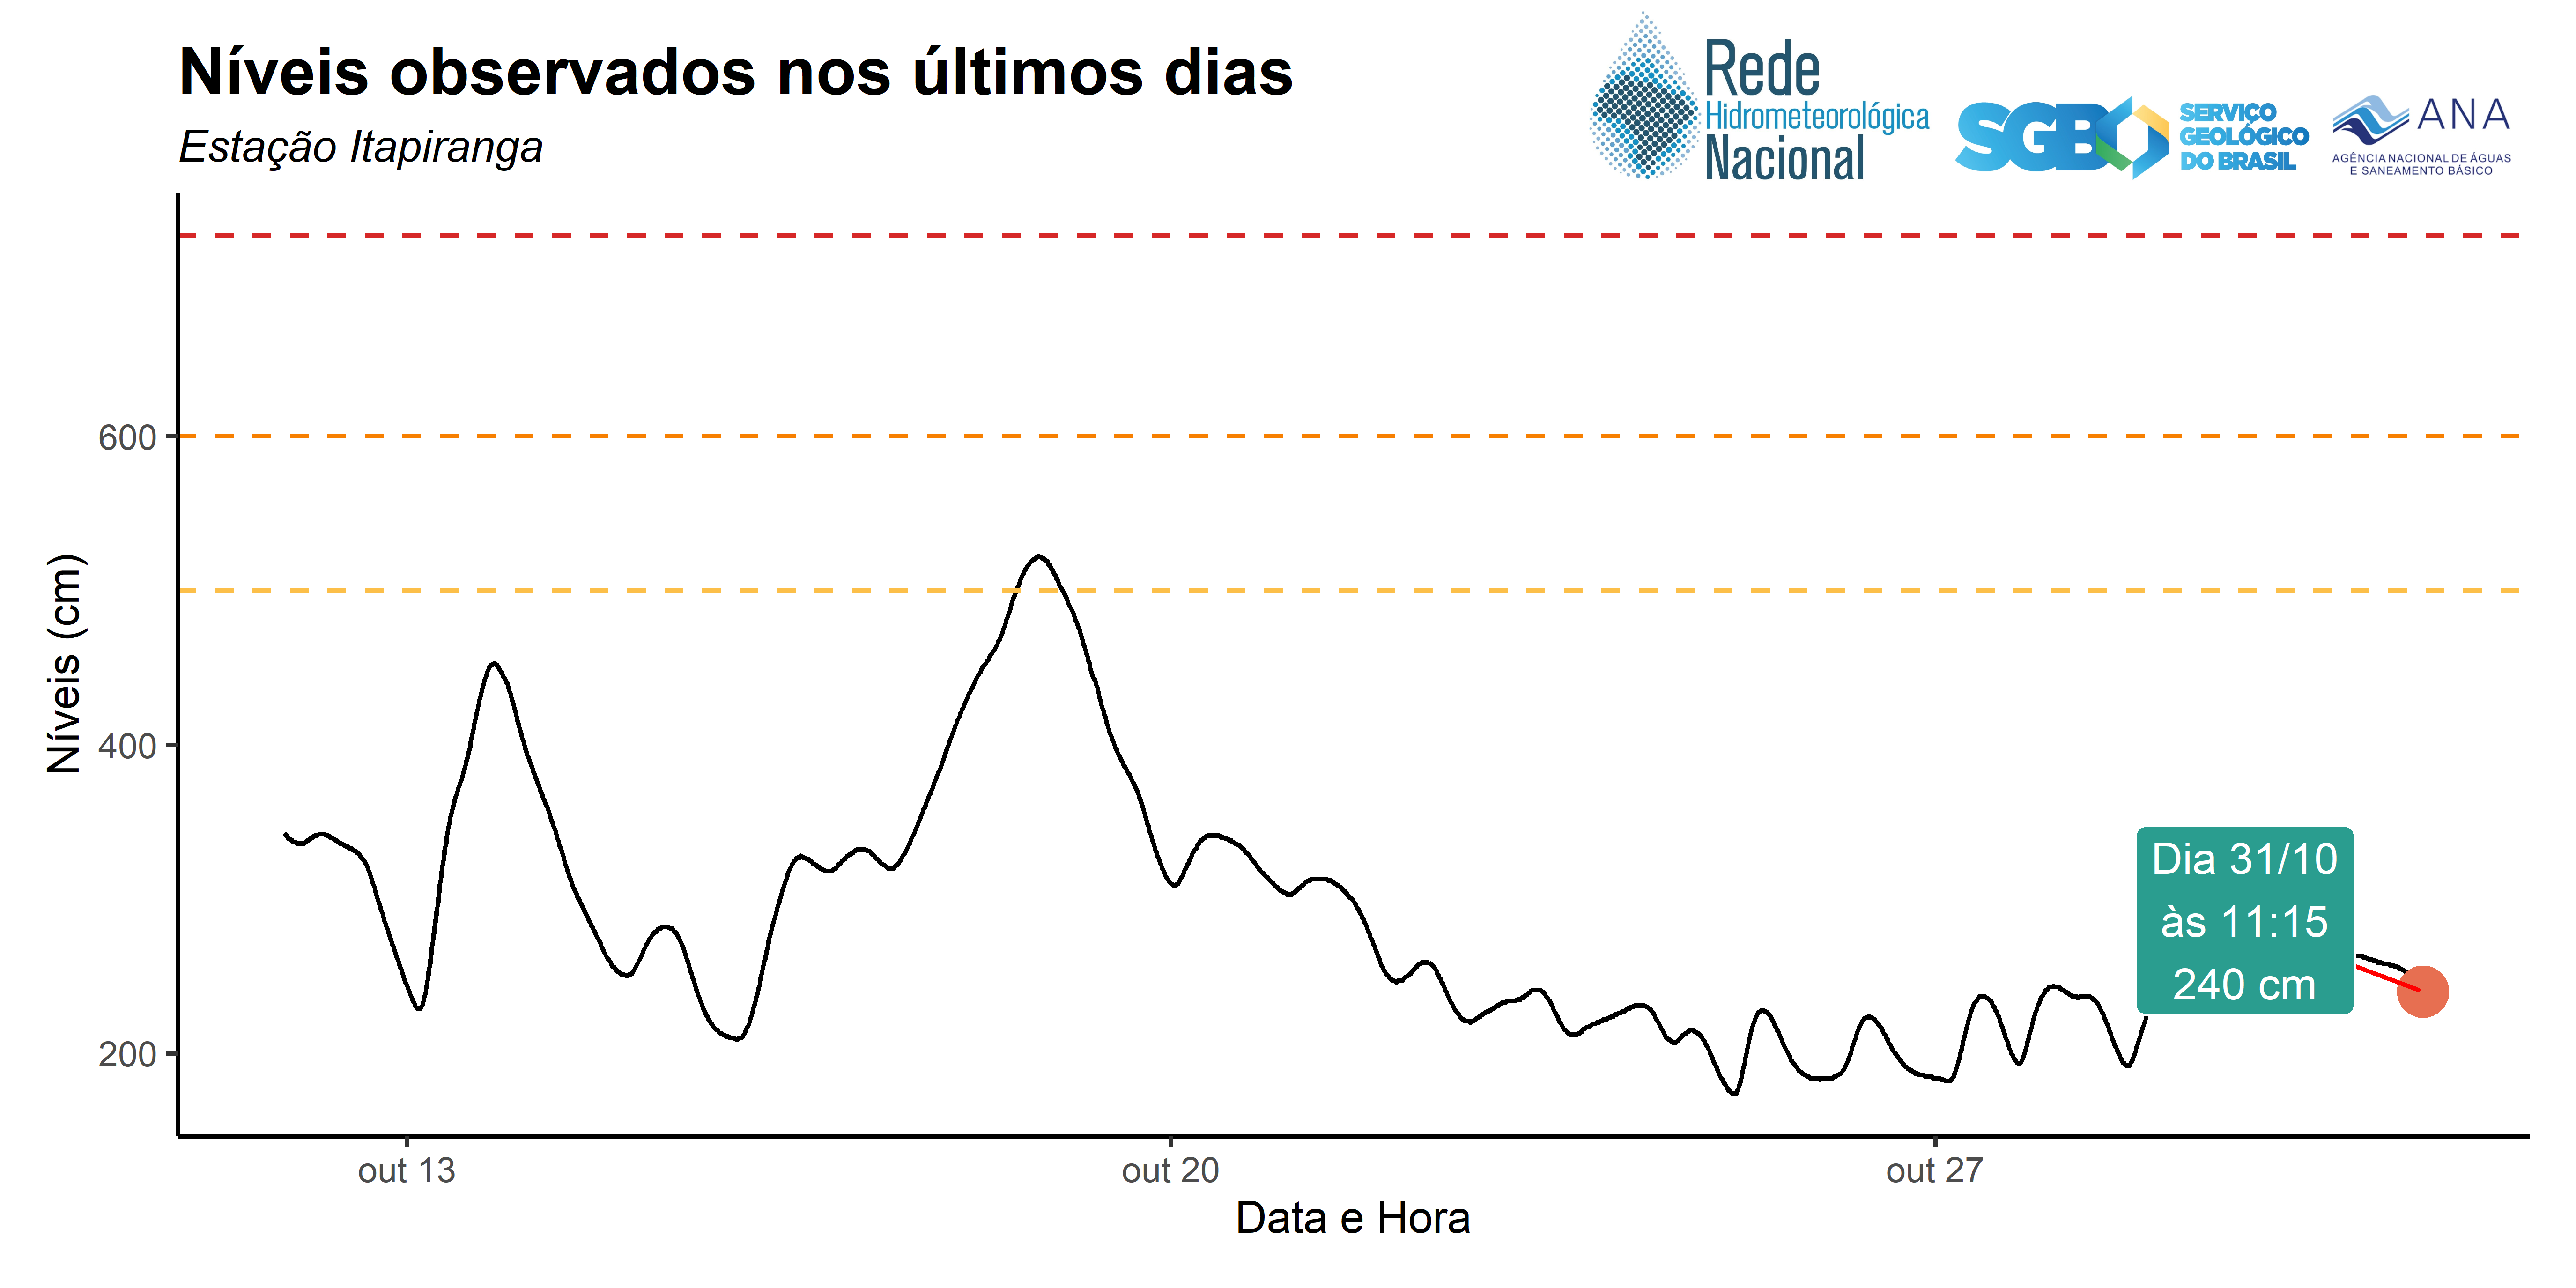 Níveis observados nos últimos dias
Estação Itapiranga
Rede
Hidrometeorológica
Nacional
SGB
SERVIÇO
GEOLÓGICO
DO BRASIL
ANA
AGÊNCIA NACIONAL DE ÁGUAS
E SANEAMENTO BÁSICO
Níveis (cm)
600
400
200
Dia 31/10
às 11:15
240 cm
out 13
out 20
out 27
Data e Hora